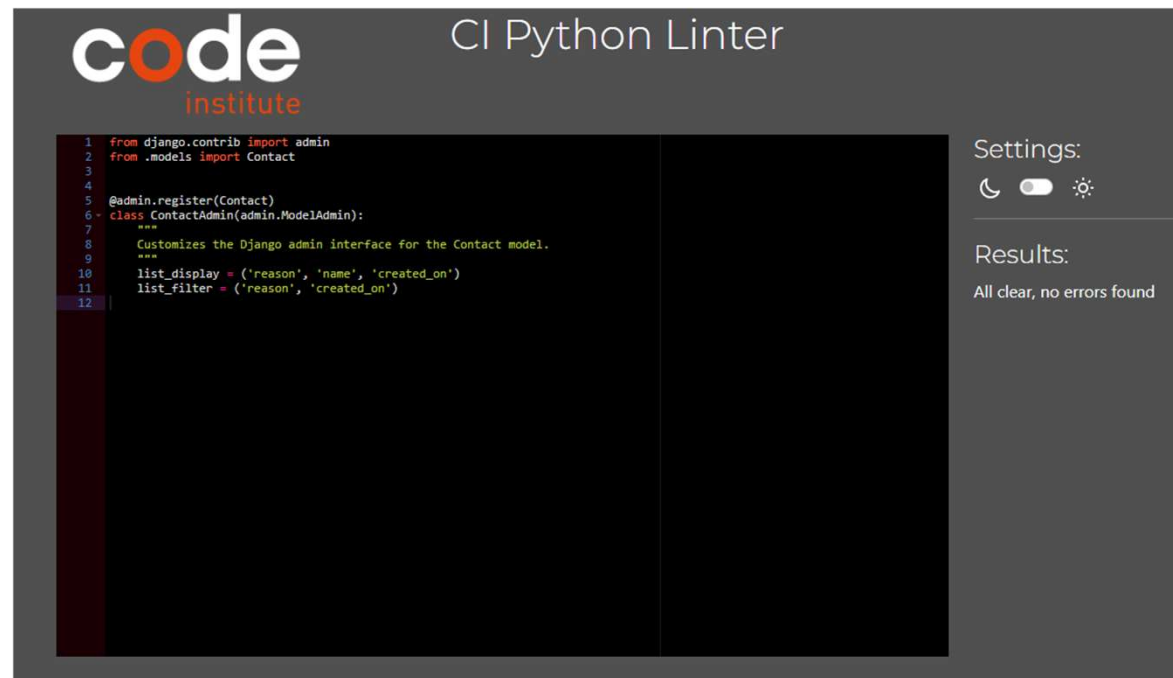 code
institute
CI Python Linter
1 from django.contrib import admin
2 from .models import Contact
3
4
5 @admin.register(Contact)
6 class ContactAdmin(admin.ModelAdmin):
7     """
8     Customizes the Django admin interface for the Contact model.
9     """
10     list_display = ('reason', 'name', 'created_on')
11     list_filter = ('reason', 'created_on')
12
Settings:
Results:
All clear, no errors found